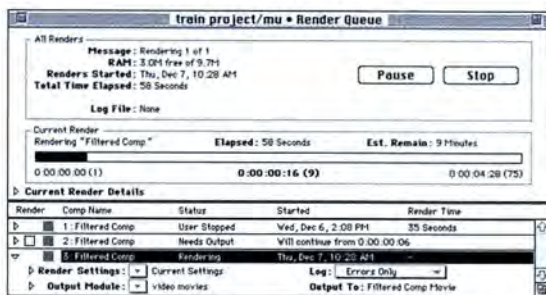 train project/mu • Render Queue
All Renders
Message: Rendering 1 of 1
RAM: 3.0M free of 9.7M
Renders Started: Thu, Dec 7, 10:28 AM
Total Time Elapsed: 58 Seconds
Log File: None
Pause Stop
Current Render
Rendering "Filtered Comp" Elapsed: 58 Seconds Est. Remain: 9 Minutes
0:00:00:00 (1) 0:00:00:16 (9) 0:00:04:28 (75)
Current Render Details
Render Comp Name Status Started Render Time
1: Filtered Comp User Stopped Wed, Dec 6, 2:08 PM 35 Seconds
2: Filtered Comp Needs Output Will continue from 0:00:00:06
3: Filtered Comp Rendering Thu, Dec 7, 10:28 AM -
Render Settings: Current Settings Log: Errors Only
Output Module: video movies Output To: Filtered Comp Movie